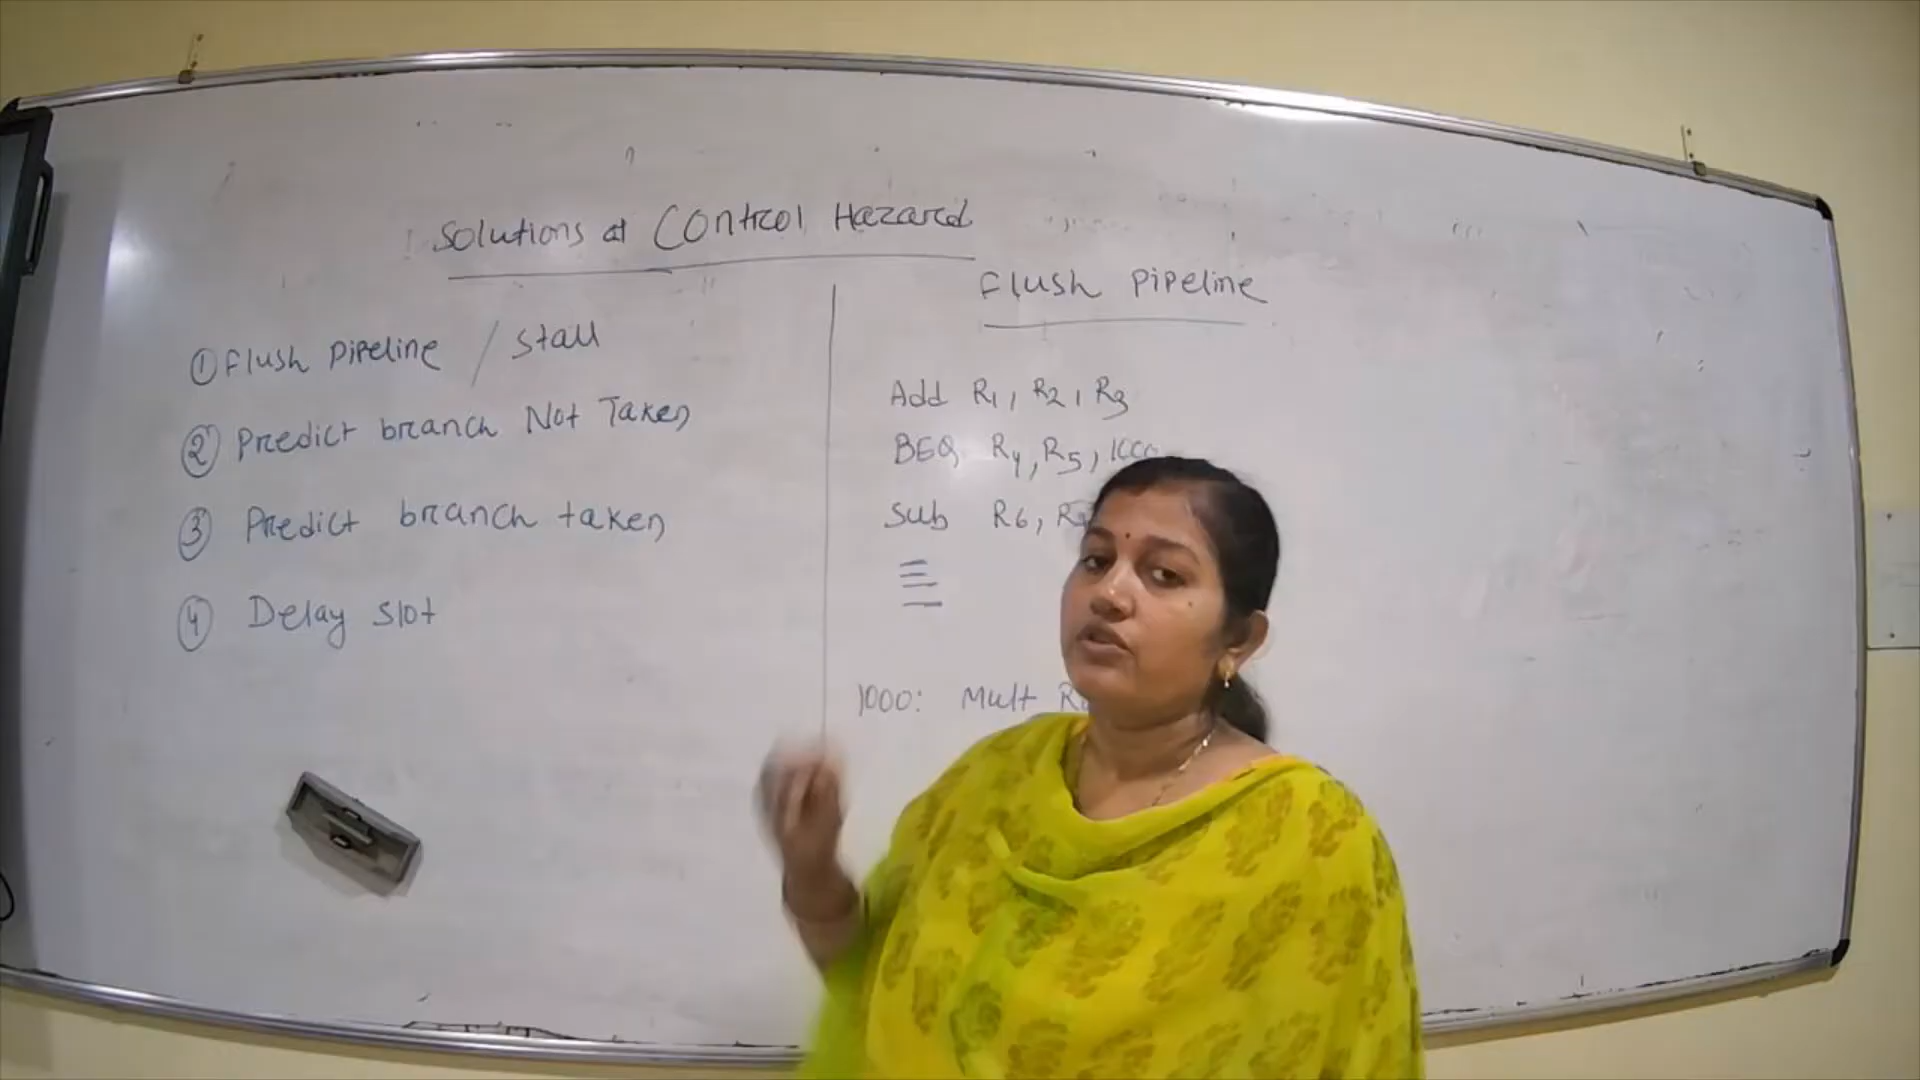 Solutions of Control Hazard
① Flush Pipeline / Stall
② Predict branch Not Taken
③ Predict branch taken
④ Delay slot
Flush Pipeline
Add R1, R2, R3
BEQ R4, R5, 1000
Sub R6,
1000: Mult